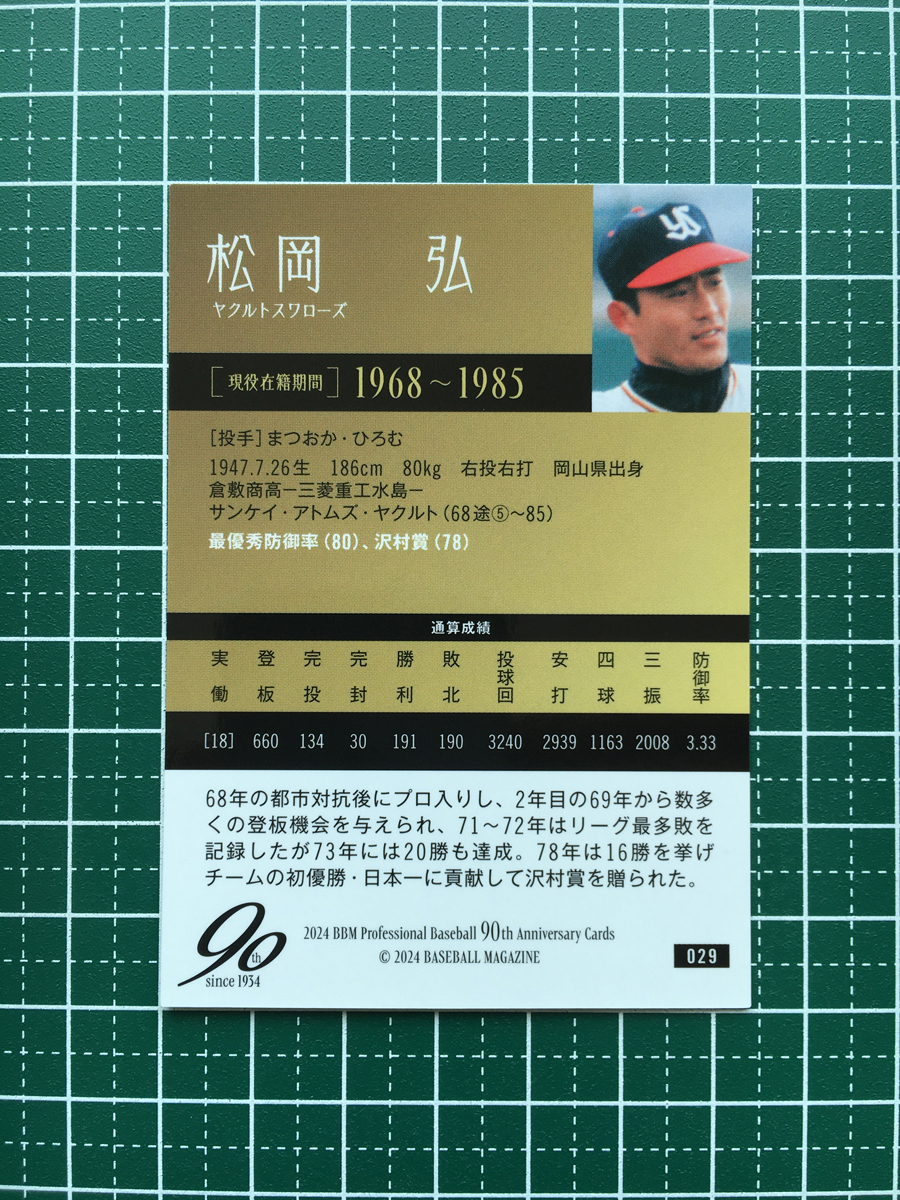 松岡 弘
ヤクルトスワローズ
YS
[現役在籍期間] 1968～1985
[投手]まつおか・ひろむ
1947.7.26生 186cm 80kg 右投右打 岡山県出身
倉敷商高－三菱重工水島－
サンケイ・アトムズ・ヤクルト(68途⑤～85)
最優秀防御率(80)、沢村賞(78)
通算成績
実働 登板 完投 完封 勝利 敗北 投球回 安打 四球 三振 防御率
[18] 660 134 30 191 190 3240 2939 1163 2008 3.33
68年の都市対抗後にプロ入りし、2年目の69年から数多
くの登板機会を与えられ、71～72年はリーグ最多敗を
記録したが73年には20勝も達成。78年は16勝を挙げ
チームの初優勝・日本一に貢献して沢村賞を贈られた。
90th
since 1934
2024 BBM Professional Baseball 90th Anniversary Cards
© 2024 BASEBALL MAGAZINE
029